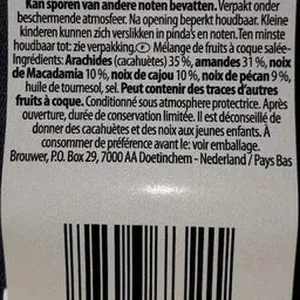 Kan sporen van andere noten bevatten. Verpakt onder
beschermende atmosfeer. Na opening beperkt houdbaar. Kleine
kinderen kunnen zich verslikken in pinda's en noten. Ten minste
houdbaar tot: zie verpakking. Mélange de fruits à coque salée-
Ingrédients: Arachides (cacahuètes) 35 %, amandes 31 %, noix
de Macadamia 10 %, noix de cajou 10 %, noix de pécan 9 %,
huile de tournesol, sel. Peut contenir des traces d'autres
fruits à coque. Conditionné sous atmosphere protectrice. Après
ouverture, durée de conservation limitée. Il est déconseillé de
donner des cacahuètes et des noix aux jeunes enfants. À
consommer de préférence avant le: voir emballage.
Brouwer, P.O. Box 29, 7000 AA Doetinchem - Nederland / Pays Bas